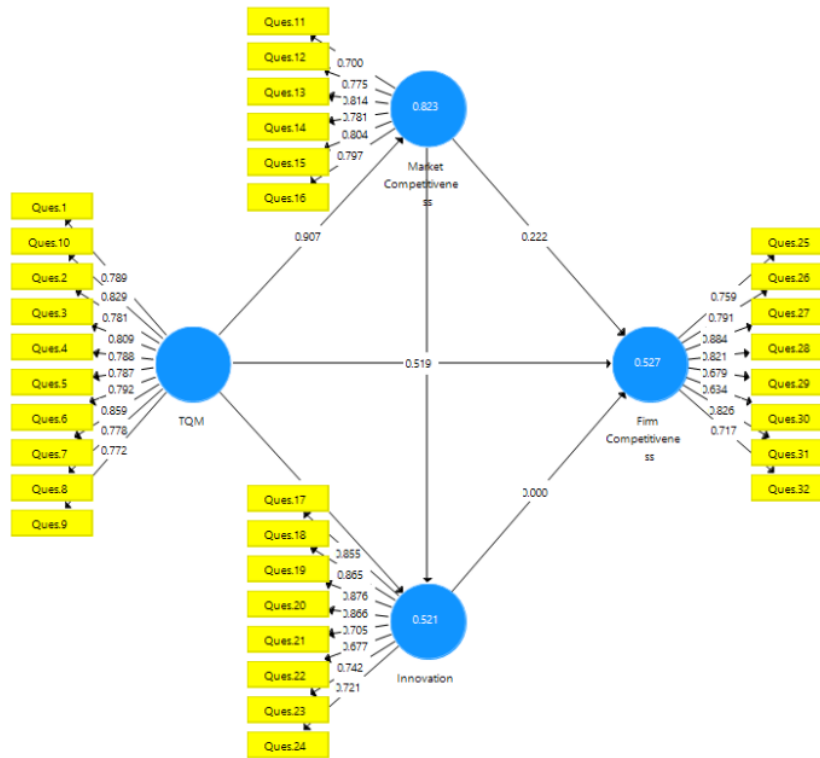 Ques.11
Ques.12
Ques.13
Ques.14
Ques.15
Ques.16
0.700
0.775
0.814
0.781
0.804
0.797
0.823
Market
Competitivene
ss
Ques.1
Ques.10
Ques.2
Ques.3
Ques.4
Ques.5
Ques.6
Ques.7
Ques.8
Ques.9
0.789
0.829
0.781
0.809
0.788
0.787
0.792
0.859
0.778
0.772
TQM
0.907
0.222
0.519
0.000
Ques.25
Ques.26
Ques.27
Ques.28
Ques.29
Ques.30
Ques.31
Ques.32
0.759
0.791
0.884
0.821
0.679
0.634
0.826
0.717
0.527
Firm
Competitivene
ss
Ques.17
Ques.18
Ques.19
Ques.20
Ques.21
Ques.22
Ques.23
Ques.24
0.855
0.865
0.876
0.866
0.705
0.677
0.742
0.721
0.521
Innovation